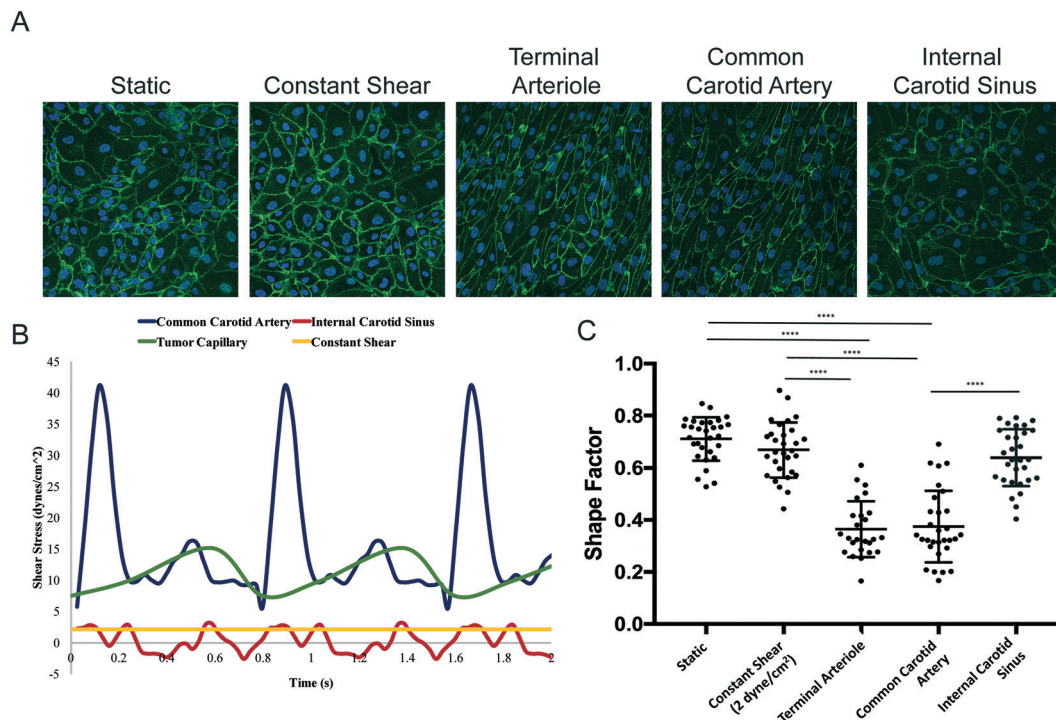 A
Static
Constant Shear
Terminal
Arteriole
Common
Carotid Artery
Internal
Carotid Sinus
B
Common Carotid Artery
Internal Carotid Sinus
Tumor Capillary
Constant Shear
45
40
35
30
25
20
15
10
5
0
-5
Shear Stress (dynes/cm^2)
0
0.2
0.4
0.6
0.8
1
1.2
1.4
1.6
1.8
2
Time (s)
C
****
****
****
****
****
1.0
0.8
0.6
0.4
0.2
0.0
Shape Factor
Static
Constant Shear
(2 dyne/cm²)
Terminal Arteriole
Common Carotid
Artery
Internal Carotid
Sinus